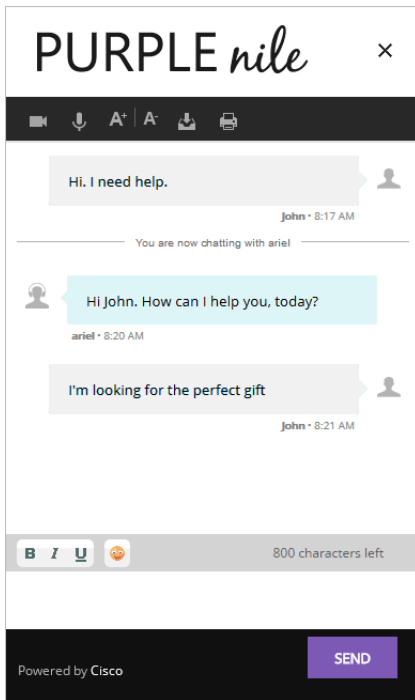 PURPLE nile
A+ A-
Hi. I need help.
John • 8:17 AM
You are now chatting with ariel
Hi John. How can I help you, today?
ariel • 8:20 AM
I'm looking for the perfect gift
John • 8:21 AM
B I U 800 characters left
Powered by Cisco SEND